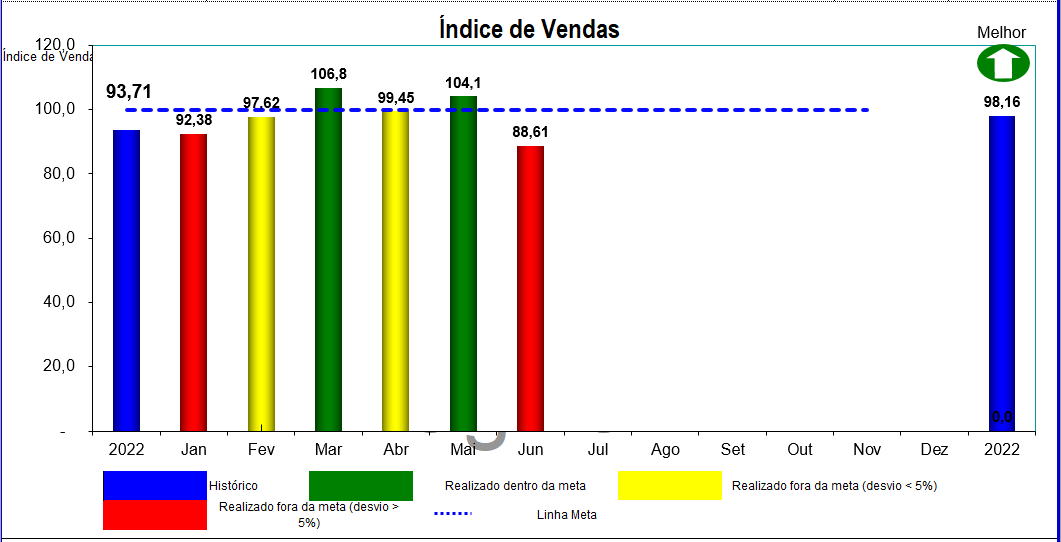 Índice de Vendas
Melhor
120,0
Índice de Venda
100,0
80,0
60,0
40,0
20,0
-
93,71
92,38
97,62
106,8
99,45
104,1
88,61
98,16
0,0
2022 Jan Fev Mar Abr Mai Jun Jul Ago Set Out Nov Dez 2022
Histórico
Realizado dentro da meta
Realizado fora da meta (desvio < 5%)
Realizado fora da meta (desvio >
5%)
Linha Meta